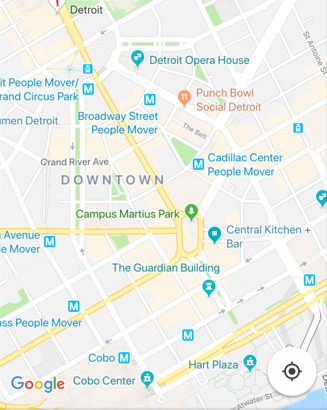 Detroit
Detroit Opera House
it People Mover/
rand Circus Park
Punch Bowl
Social Detroit
Broadway Street
People Mover
umen Detroit
The Belt
St Antoine St
Grand River Ave
Cadillac Center
People Mover
DOWNTOWN
Campus Martius Park
n Avenue
le Mover
Central Kitchen +
Bar
The Guardian Building
ass People Mover
Cobo
Hart Plaza
Google
Cobo Center
Atwater St